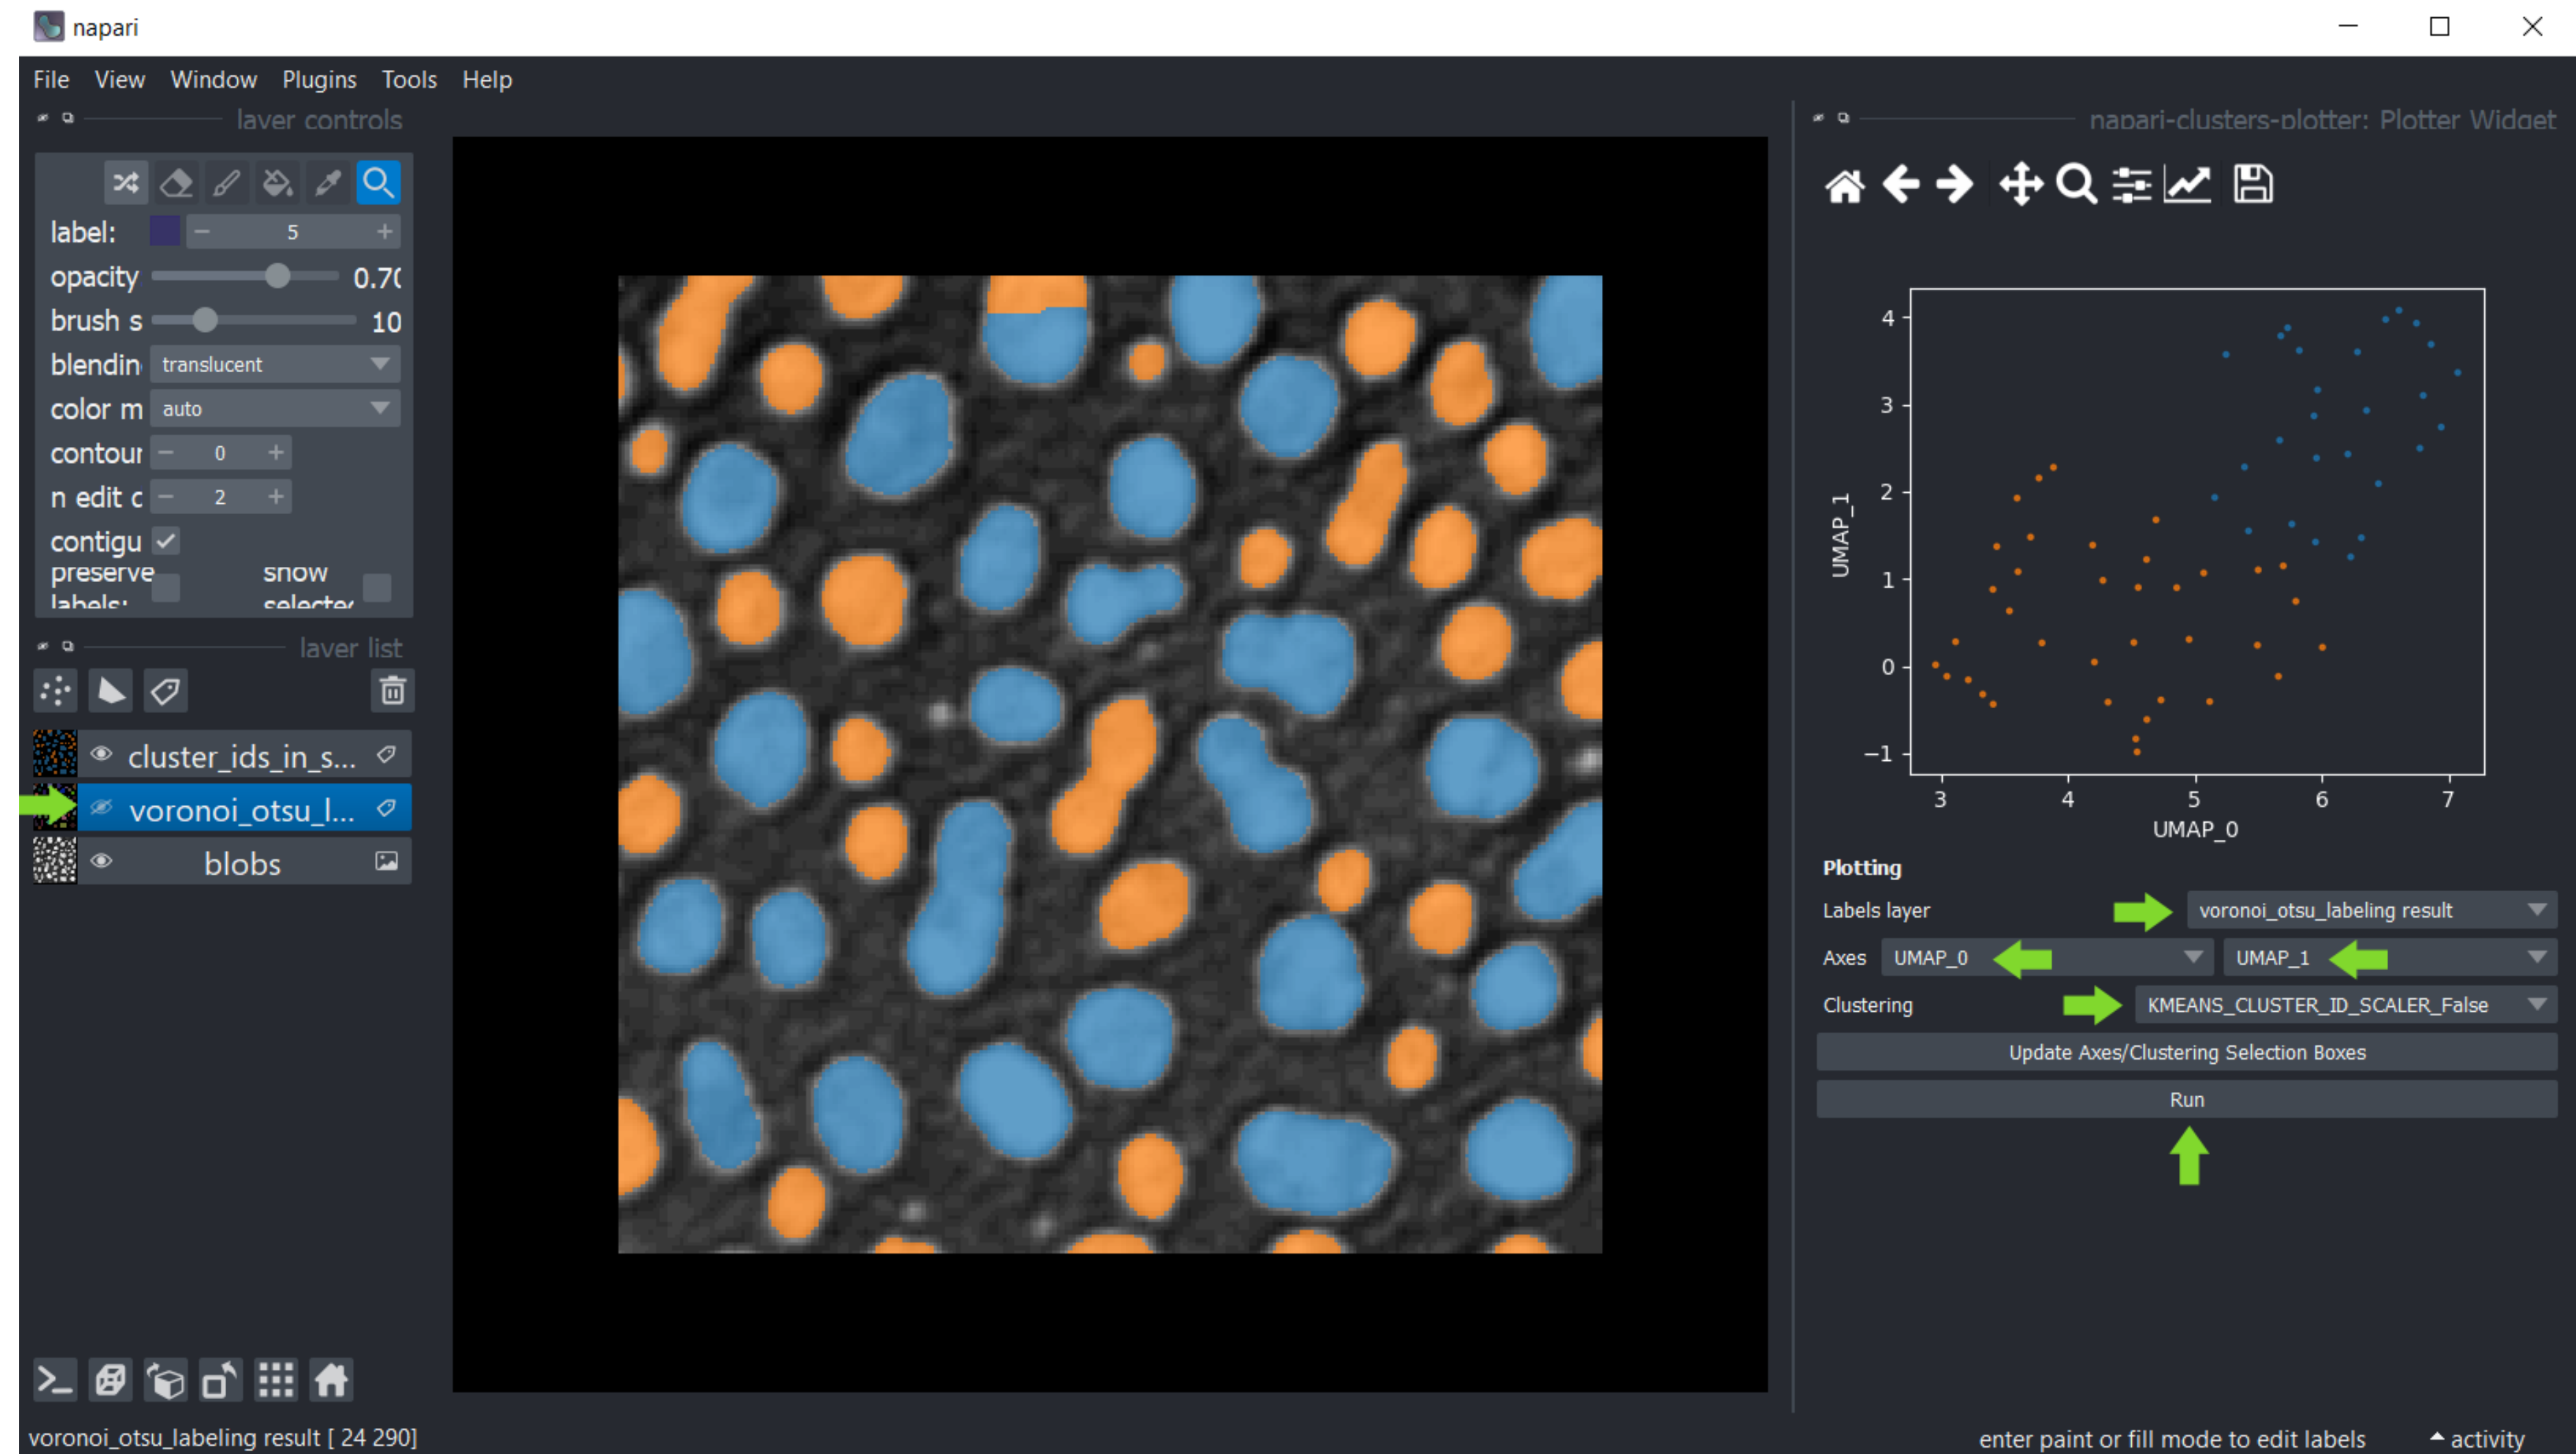 napari
File View Window Plugins Tools Help
layer controls
napari-clusters-plotter: Plotter Widget
label: 5
opacity 0.70
brush s 10
blendin translucent
color m auto
contour 0
n edit c 2
contigu
preserve labels:
show selected
layer list
cluster_ids_in_s...
voronoi_otsu_l...
blobs
UMAP_1
4
3
2
1
0
−1
3 4 5 6 7
UMAP_0
Plotting
Labels layer voronoi_otsu_labeling result
Axes UMAP_0 UMAP_1
Clustering KMEANS_CLUSTER_ID_SCALER_False
Update Axes/Clustering Selection Boxes
Run
voronoi_otsu_labeling result [ 24 290]
enter paint or fill mode to edit labels
activity